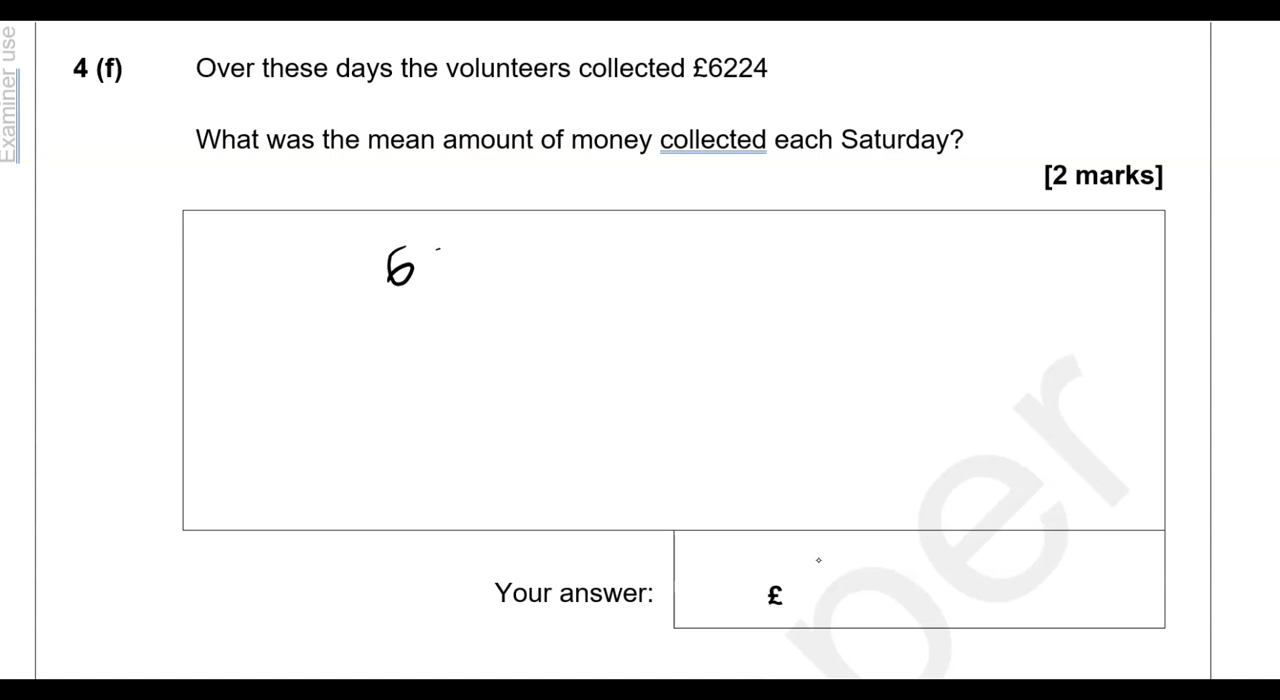 Examiner use
4 (f) Over these days the volunteers collected £6224
What was the mean amount of money collected each Saturday?
[2 marks]
6
Your answer: £
per